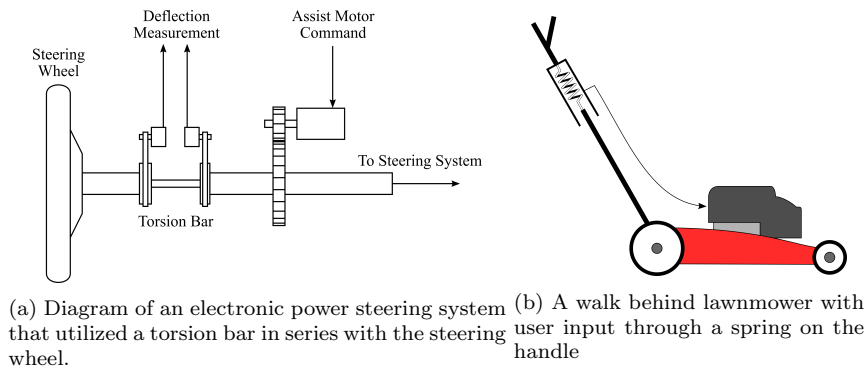 Deflection
Measurement
Assist Motor
Command
Steering
Wheel
To Steering System
Torsion Bar
(a) Diagram of an electronic power steering system
that utilized a torsion bar in series with the steering
wheel.
(b) A walk behind lawnmower with
user input through a spring on the
handle